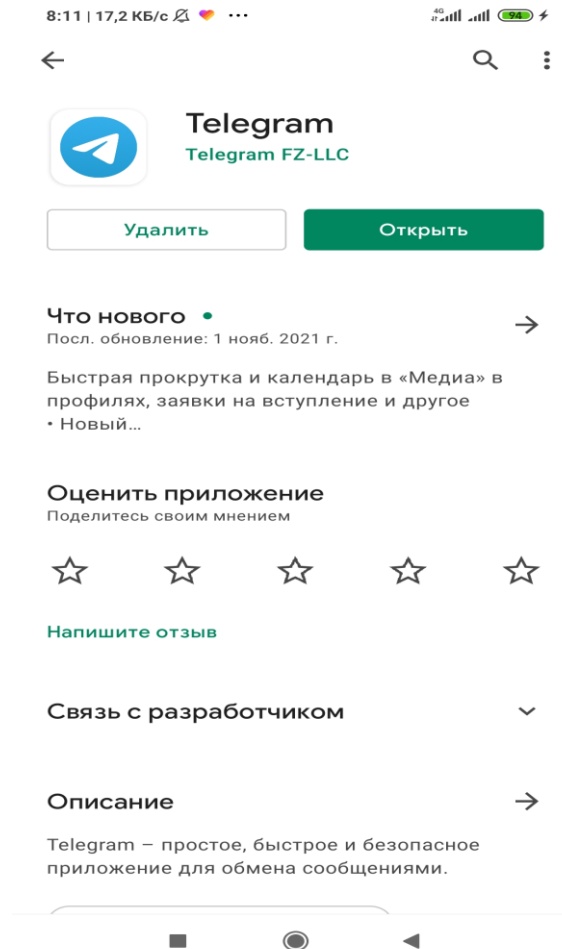 8:11 | 17,2 КБ/с ...
4G 94
Telegram
Telegram FZ-LLC
Удалить
Открыть
Что нового •
Посл. обновление: 1 нояб. 2021 г.
Быстрая прокрутка и календарь в «Медиа» в
профилях, заявки на вступление и другое
• Новый...
Оценить приложение
Поделитесь своим мнением
Напишите отзыв
Связь с разработчиком
Описание
Telegram – простое, быстрое и безопасное
приложение для обмена сообщениями.